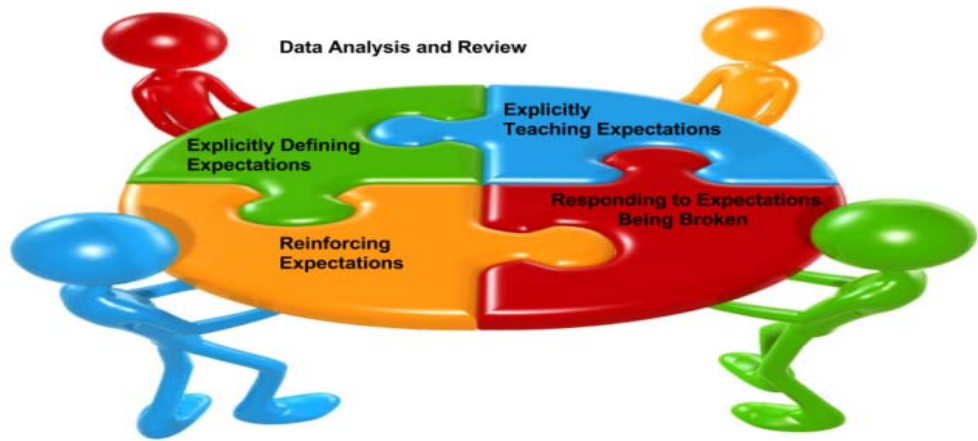 Data Analysis and Review
Explicitly Defining
Expectations
Explicitly
Teaching Expectations
Reinforcing
Expectations
Responding to Expectations
Being Broken